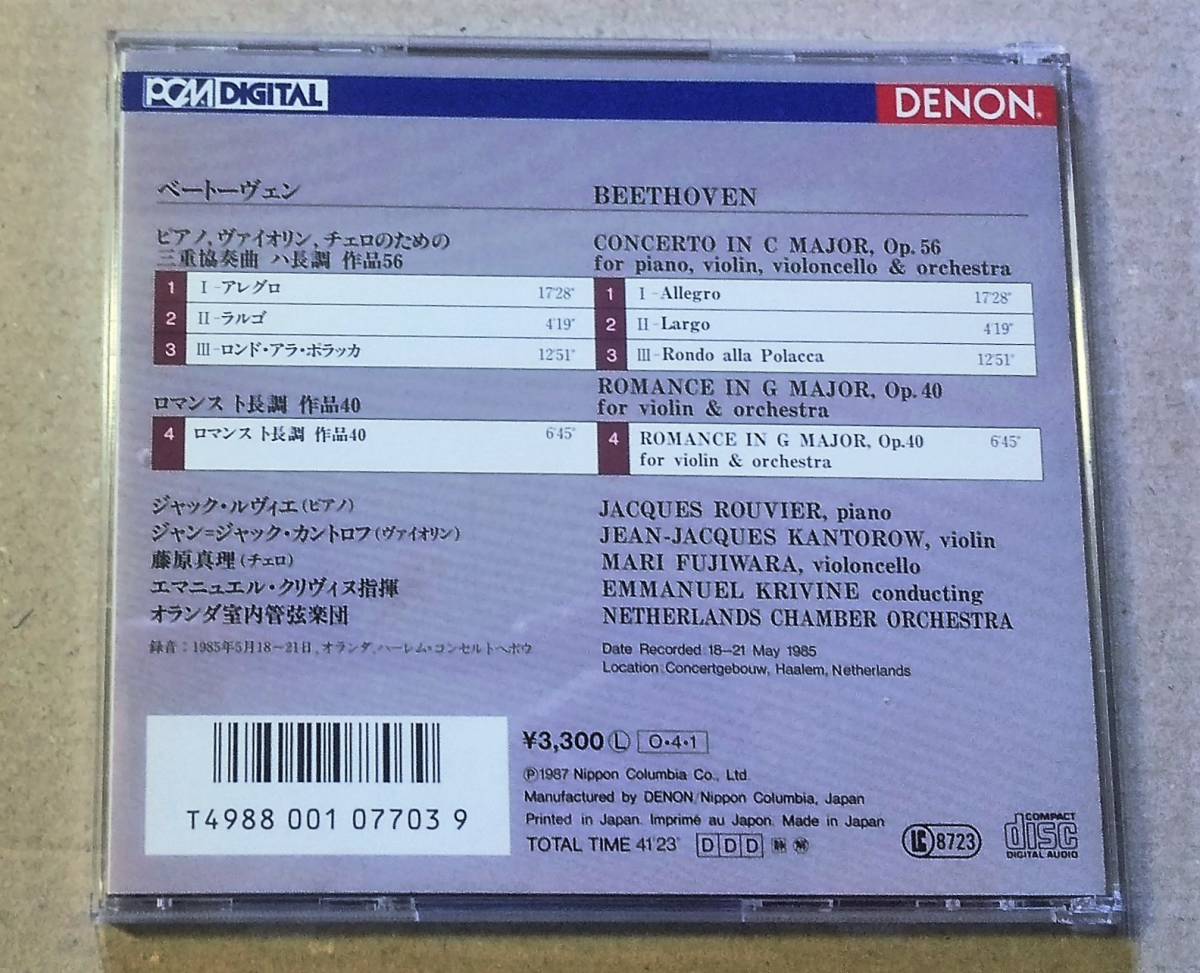 PCM DIGITAL
DENON
ベートーヴェン
BEETHOVEN
ピアノ,ヴァイオリン,チェロのための
三重協奏曲 ハ長調 作品56
1 I-アレグロ 17'28"
2 II-ラルゴ 4'19"
3 III-ロンド・アラ・ポラッカ 12'51"
ロマンス ト長調 作品40
4 ロマンス ト長調 作品40 6'45"
CONCERTO IN C MAJOR, Op. 56
for piano, violin, violoncello & orchestra
1 I-Allegro 17'28"
2 II-Largo 4'19"
3 III-Rondo alla Polacca 12'51"
ROMANCE IN G MAJOR, Op. 40
for violin & orchestra
4 ROMANCE IN G MAJOR, Op.40 6'45"
for violin & orchestra
ジャック・ルヴィエ(ピアノ)
ジャン=ジャック・カントロフ(ヴァイオリン)
藤原真理(チェロ)
エマニュエル・クリヴィヌ指揮
オランダ室内管弦楽団
録音:1985年5月18-21日,オランダ,ハーレム・コンセルトヘボウ
JACQUES ROUVIER, piano
JEAN-JACQUES KANTOROW, violin
MARI FUJIWARA, violoncello
EMMANUEL KRIVINE conducting
NETHERLANDS CHAMBER ORCHESTRA
Date Recorded 18-21 May 1985
Location: Concertgebouw, Haalem, Netherlands
T4988 001 07703 9
¥3,300 Ⓛ O・4・1
Ⓟ1987 Nippon Columbia Co., Ltd.
Manufactured by DENON/Nippon Columbia, Japan
Printed in Japan. Imprimé au Japon. Made in Japan
TOTAL TIME 41'23" D D D
LC 8723
COMPACT
disc
DIGITAL AUDIO